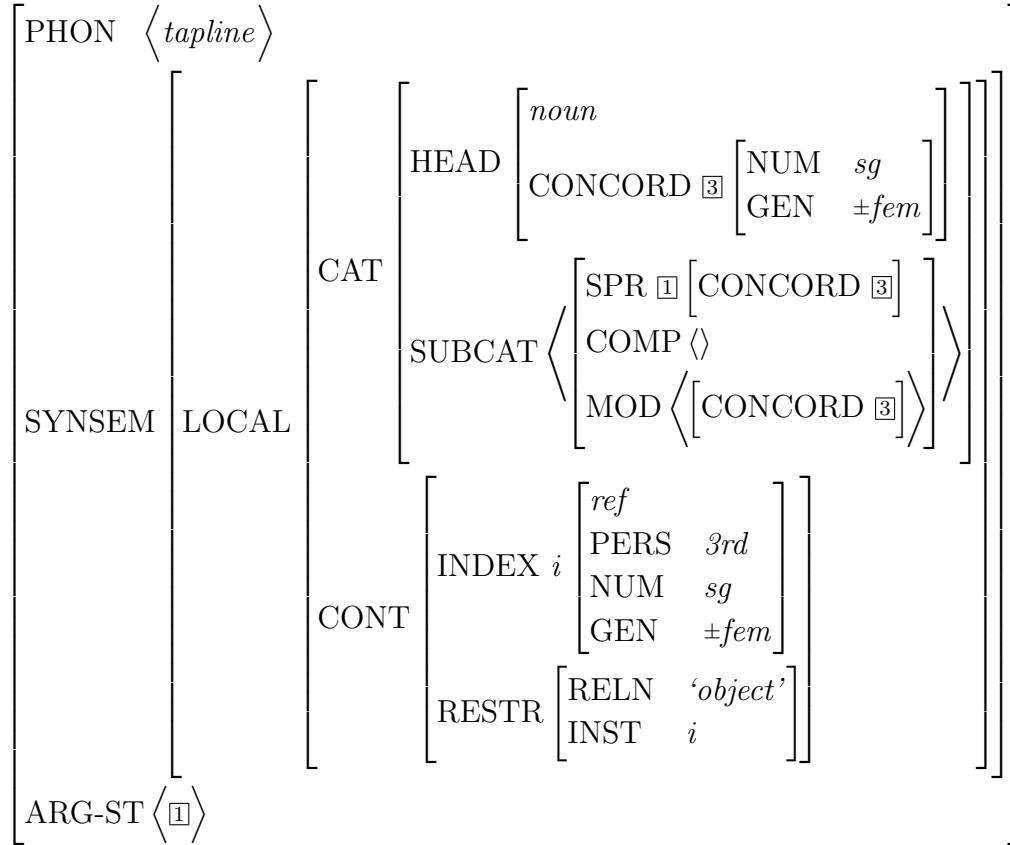 PHON ⟨tapline⟩
noun
HEAD
NUM sg
CONCORD 3
GEN ±fem
CAT
SPR 1 [CONCORD 3]
COMP ⟨⟩
SUBCAT
MOD ⟨[CONCORD 3]⟩
SYNSEM LOCAL
ref
PERS 3rd
INDEX i
NUM sg
GEN ±fem
CONT
RELN ‘object’
RESTR
INST i
ARG-ST ⟨1⟩